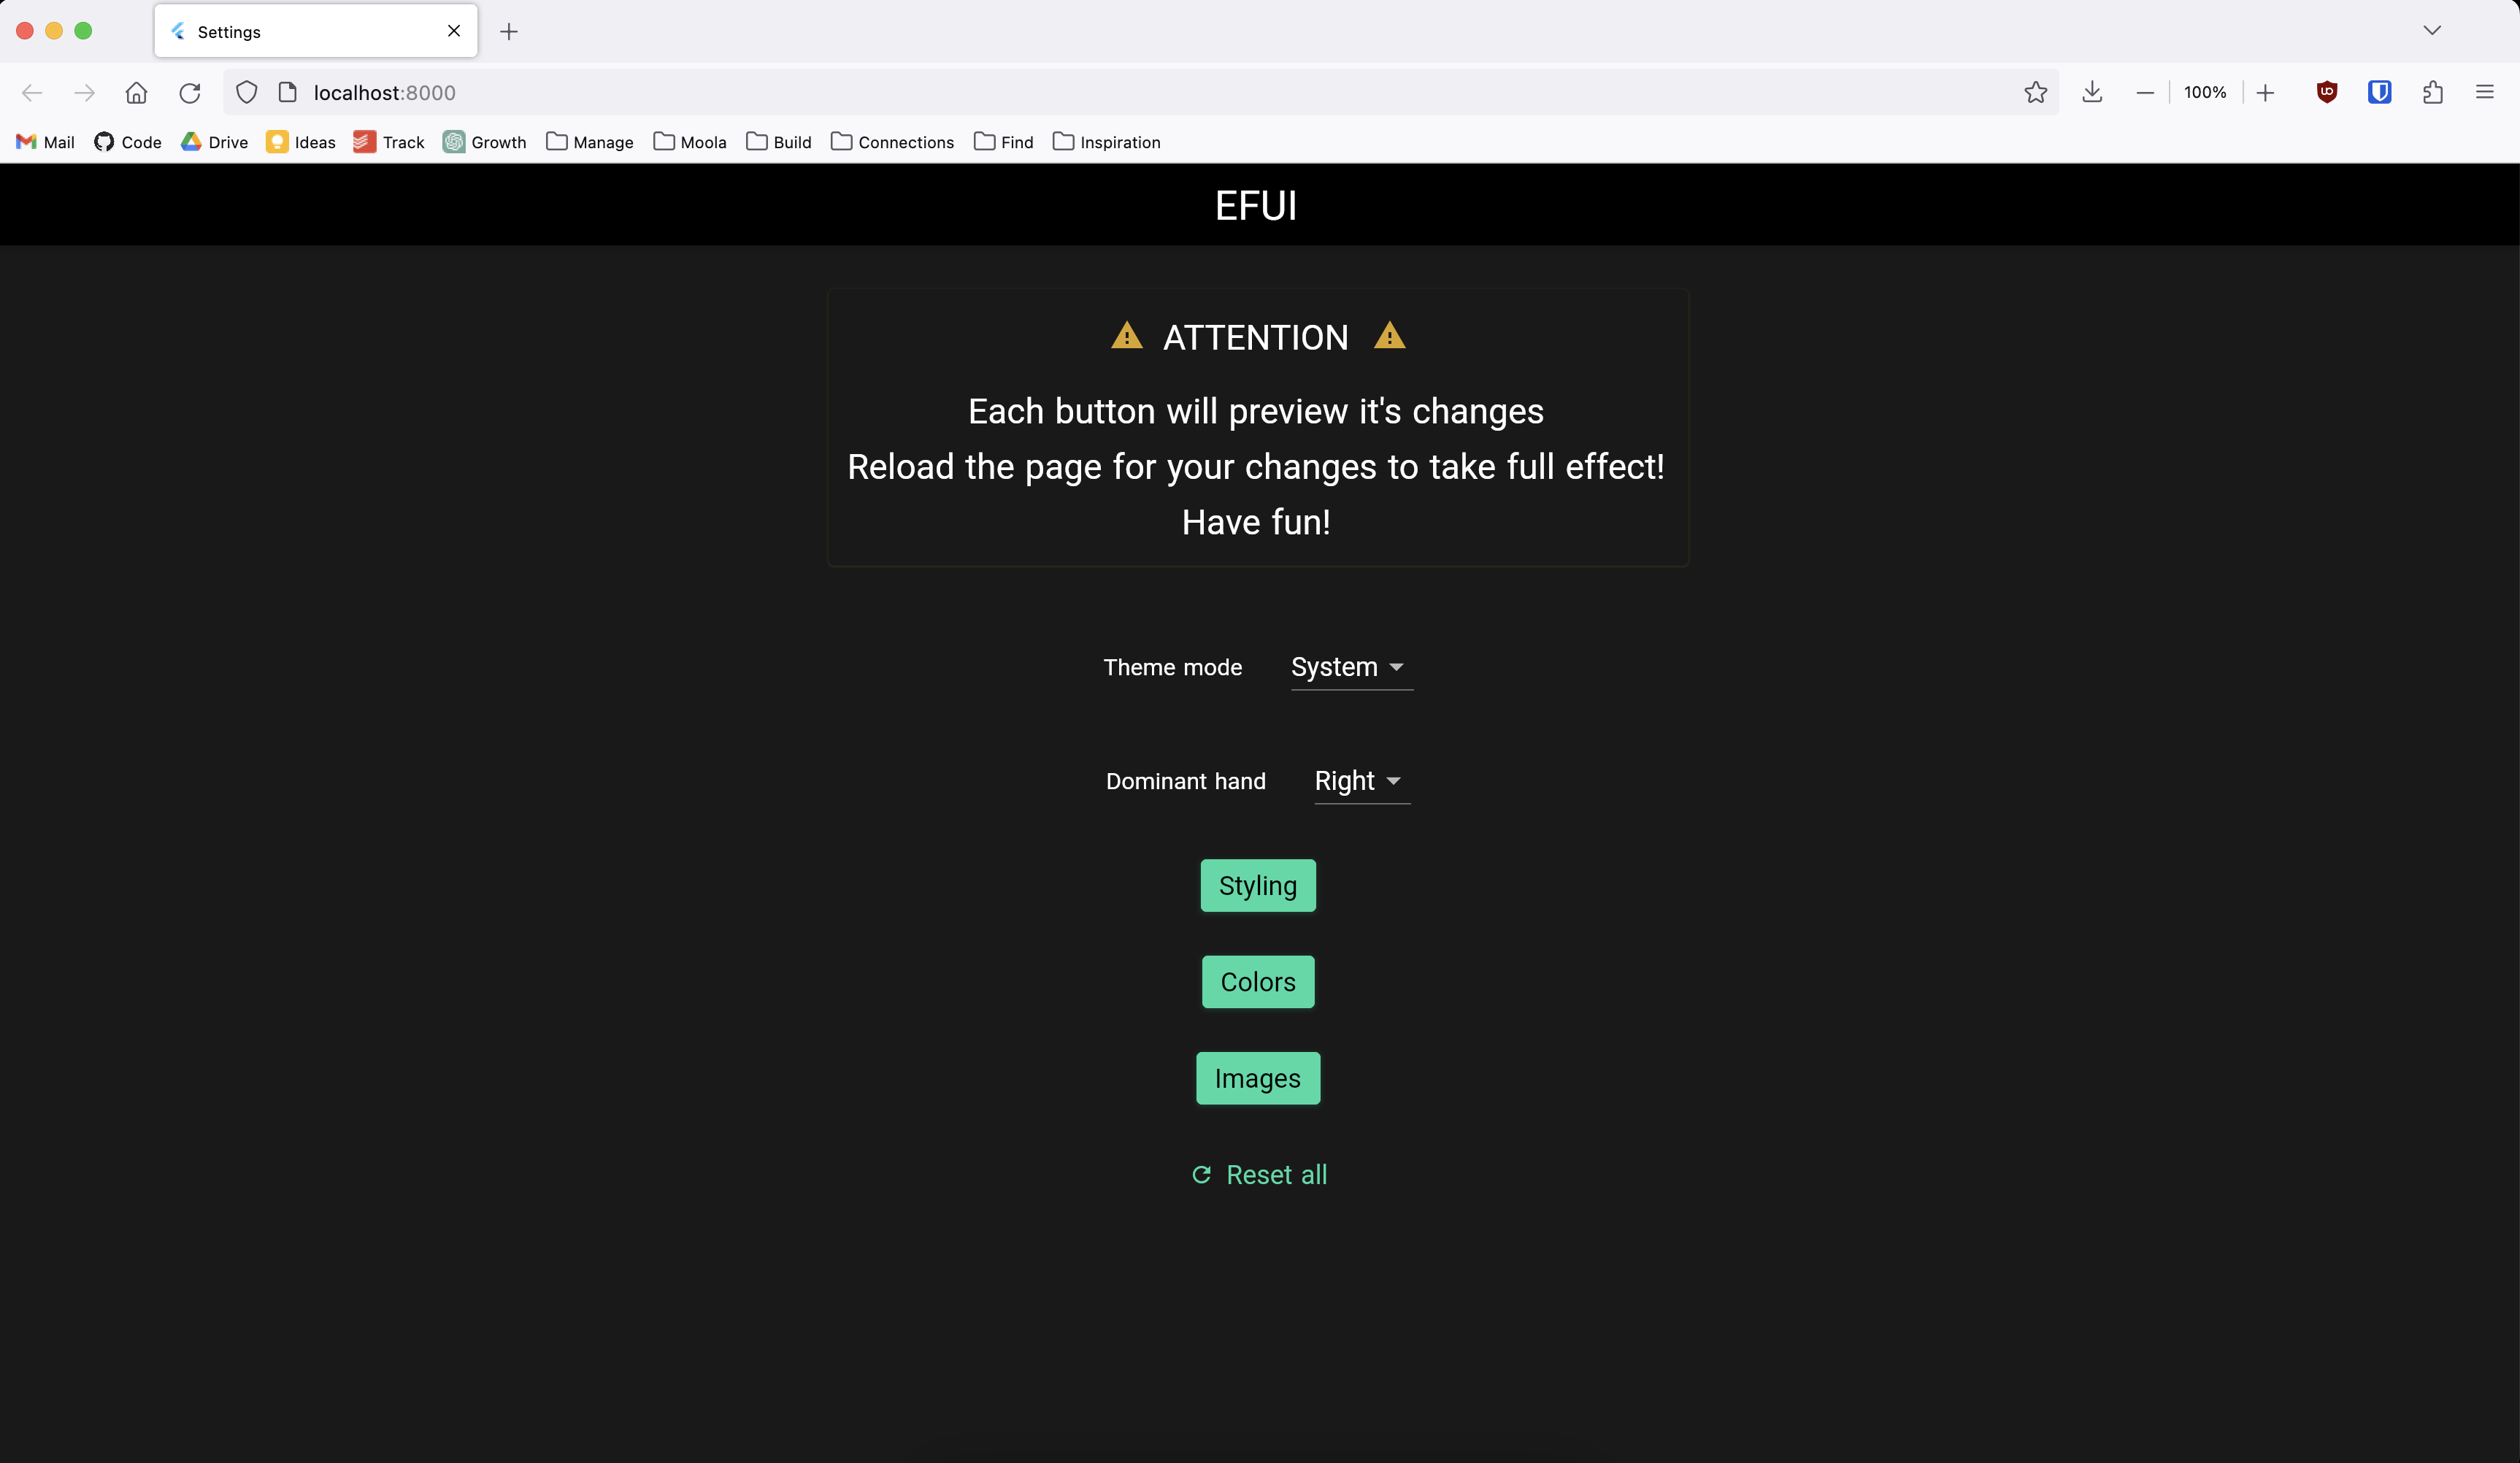 Settings
localhost:8000
100%
Mail Code Drive Ideas Track Growth Manage Moola Build Connections Find Inspiration
EFUI
ATTENTION
Each button will preview it's changes
Reload the page for your changes to take full effect!
Have fun!
Theme mode System
Dominant hand Right
Styling
Colors
Images
Reset all